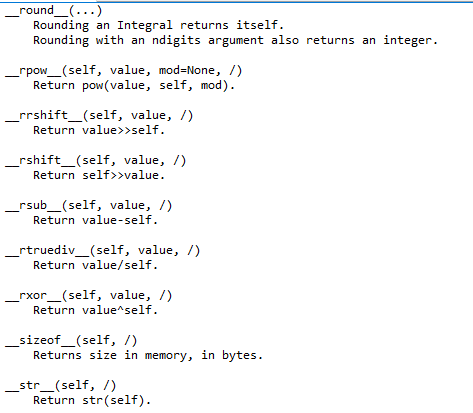 __round__(...)
Rounding an Integral returns itself.
Rounding with an ndigits argument also returns an integer.
__rpow__(self, value, mod=None, /)
Return pow(value, self, mod).
__rrshift__(self, value, /)
Return value>>self.
__rshift__(self, value, /)
Return self>>value.
__rsub__(self, value, /)
Return value-self.
__rtruediv__(self, value, /)
Return value/self.
__rxor__(self, value, /)
Return value^self.
__sizeof__(self, /)
Returns size in memory, in bytes.
__str__(self, /)
Return str(self).